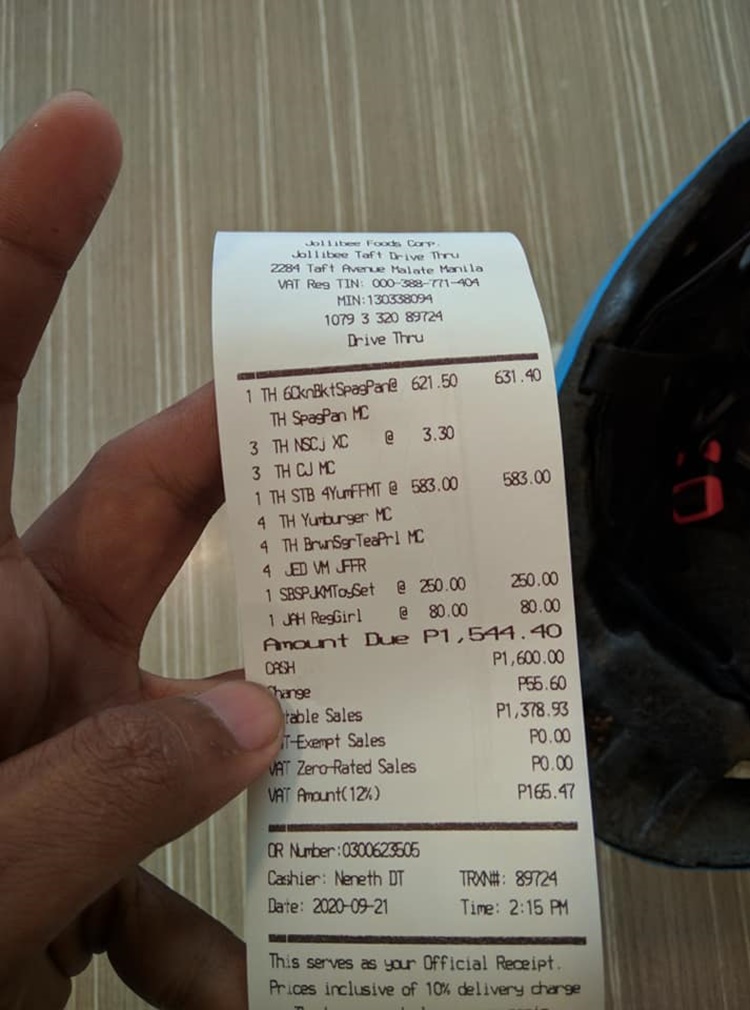 Jollibee Foods Corp.
Jollibee Taft Drive Thru
2284 Taft Avenue Malate Manila
VAT Reg TIN: 000-388-771-404
MIN:130338094
1079 3 320 89724
Drive Thru
1 TH 6CknBktSpagPan@ 621.50 631.40
TH SpagPan MC
3 TH NSCJ XC @ 3.30
3 TH CJ MC
1 TH STB 4YumFFMT @ 583.00 583.00
4 TH Yumburger MC
4 TH BrwnSgrTeaPrl MC
4 JED VM JFFR
1 SBSPJKMToySet @ 250.00 250.00
1 JAH RegGirl @ 80.00 80.00
Amount Due P1,544.40
CASH P1,600.00
Change P55.60
table Sales P1,378.93
T-Exempt Sales P0.00
VAT Zero-Rated Sales P0.00
VAT Amount(12%) P165.47
OR Number:0300623505
Cashier: Neneth DT TRXN#: 89724
Date: 2020-09-21 Time: 2:15 PM
This serves as your Official Receipt.
Prices inclusive of 10% delivery charge